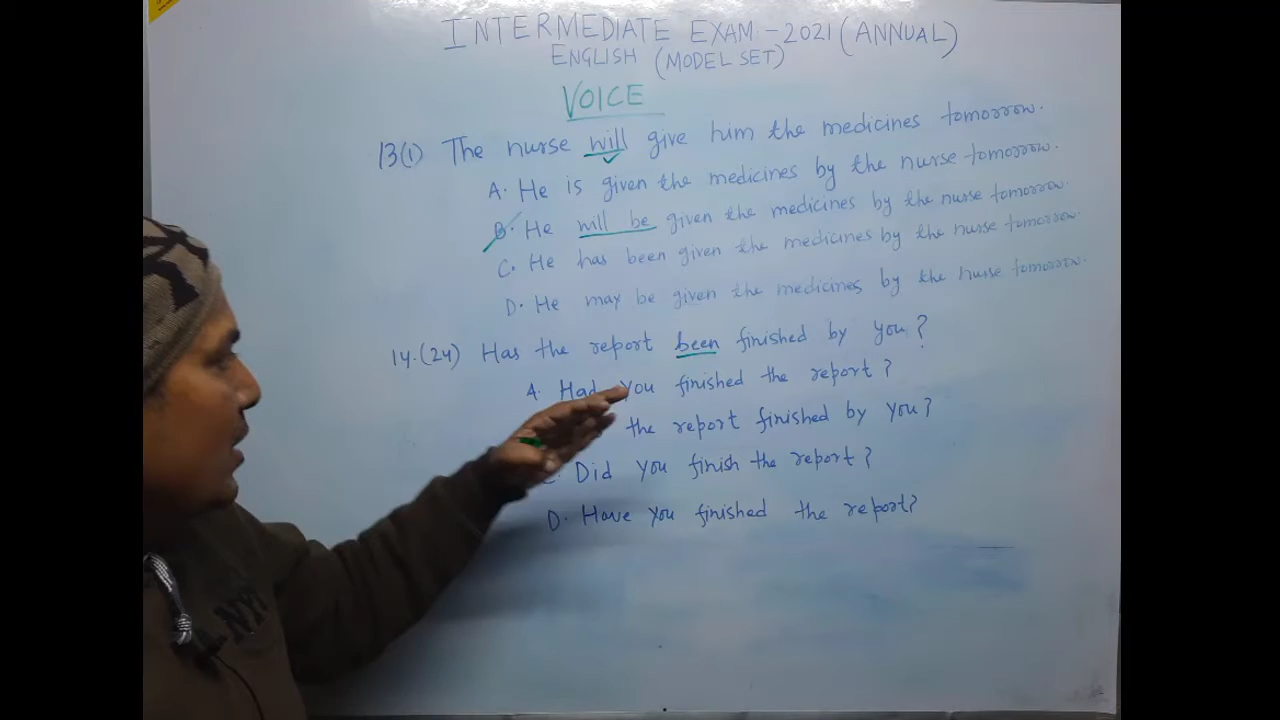 INTERMEDIATE EXAM-2021 (ANNUAL)
ENGLISH (MODEL SET)
VOICE
13(1) The nurse will give him the medicines tomorrow.
A. He is given the medicines by the nurse tomorrow.
B. He will be given the medicines by the nurse tomorrow.
C. He has been given the medicines by the nurse tomorrow.
D. He may be given the medicines by the nurse tomorrow.
14.(24) Has the report been finished by you?
A. Had you finished the report?
the report finished by you?
Did you finish the report?
D. Have you finished the report?